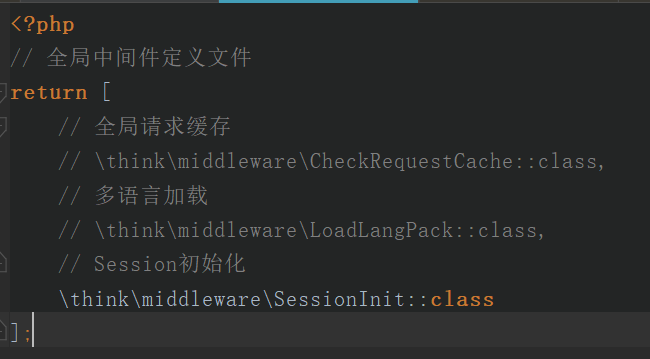 <?php
// 全局中间件定义文件
return [
    // 全局请求缓存
    // \think\middleware\CheckRequestCache::class,
    // 多语言加载
    // \think\middleware\LoadLangPack::class,
    // Session初始化
    \think\middleware\SessionInit::class
];